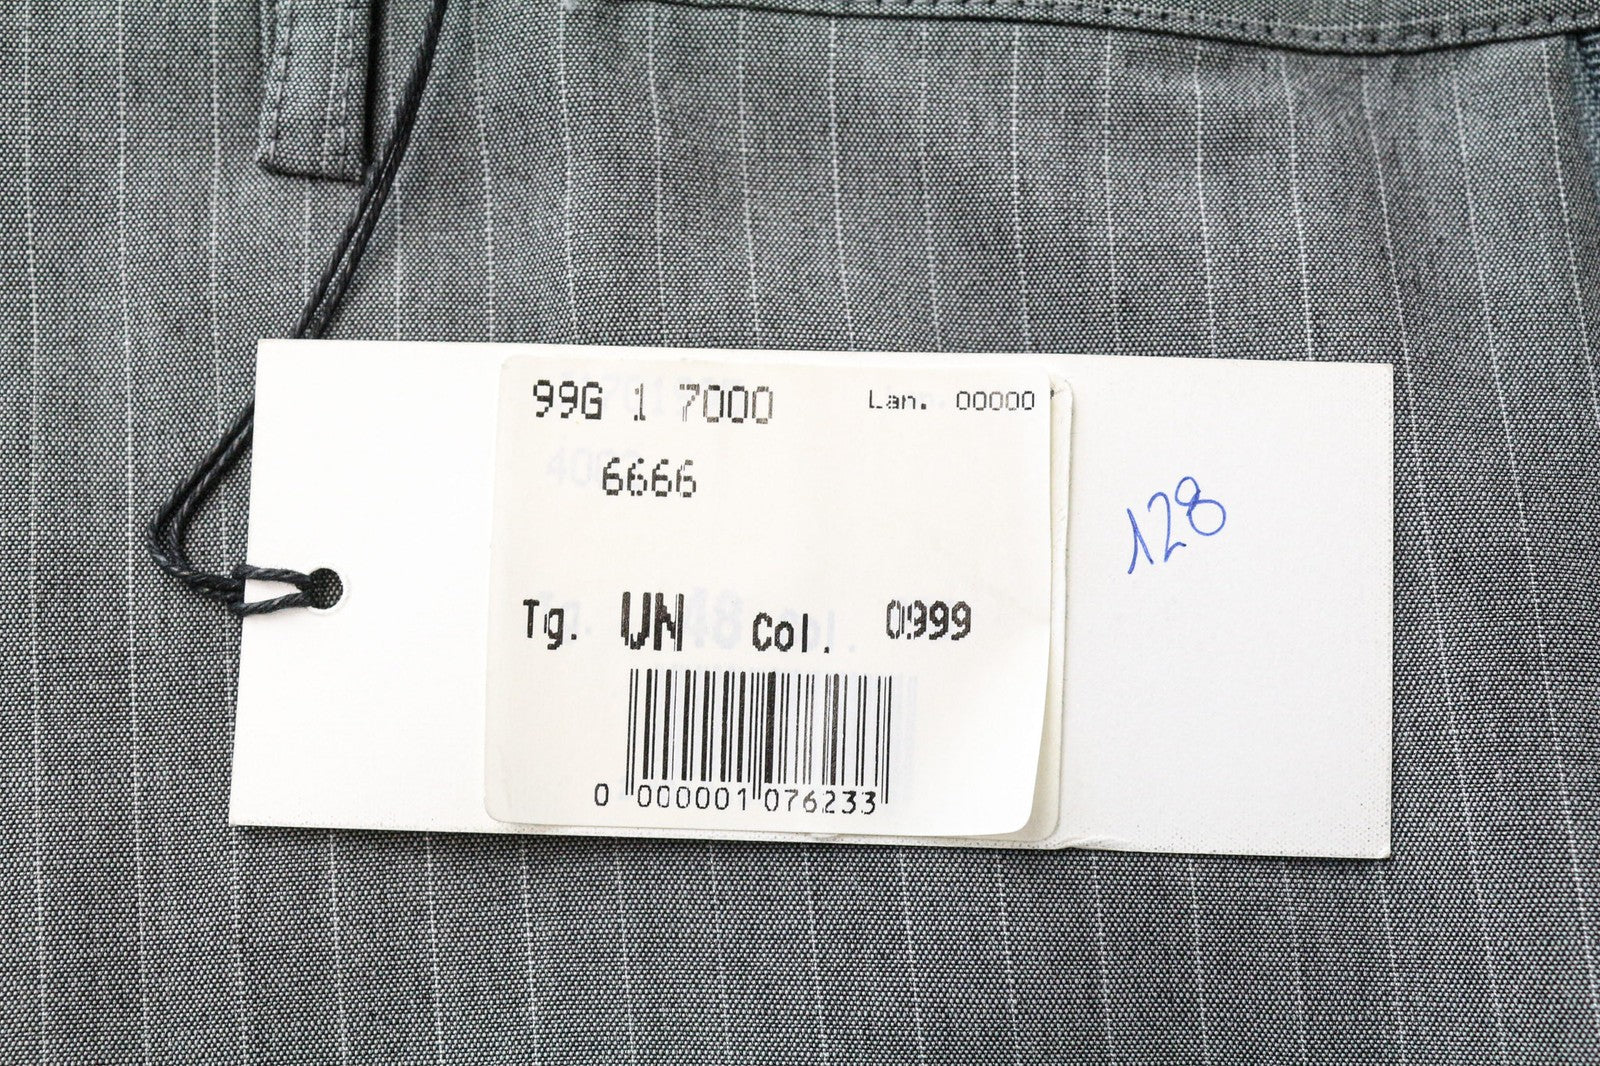 99G 1 7000 Lan. 00000
6666
128
Tg. UN Col. 0999
0 000001 076233